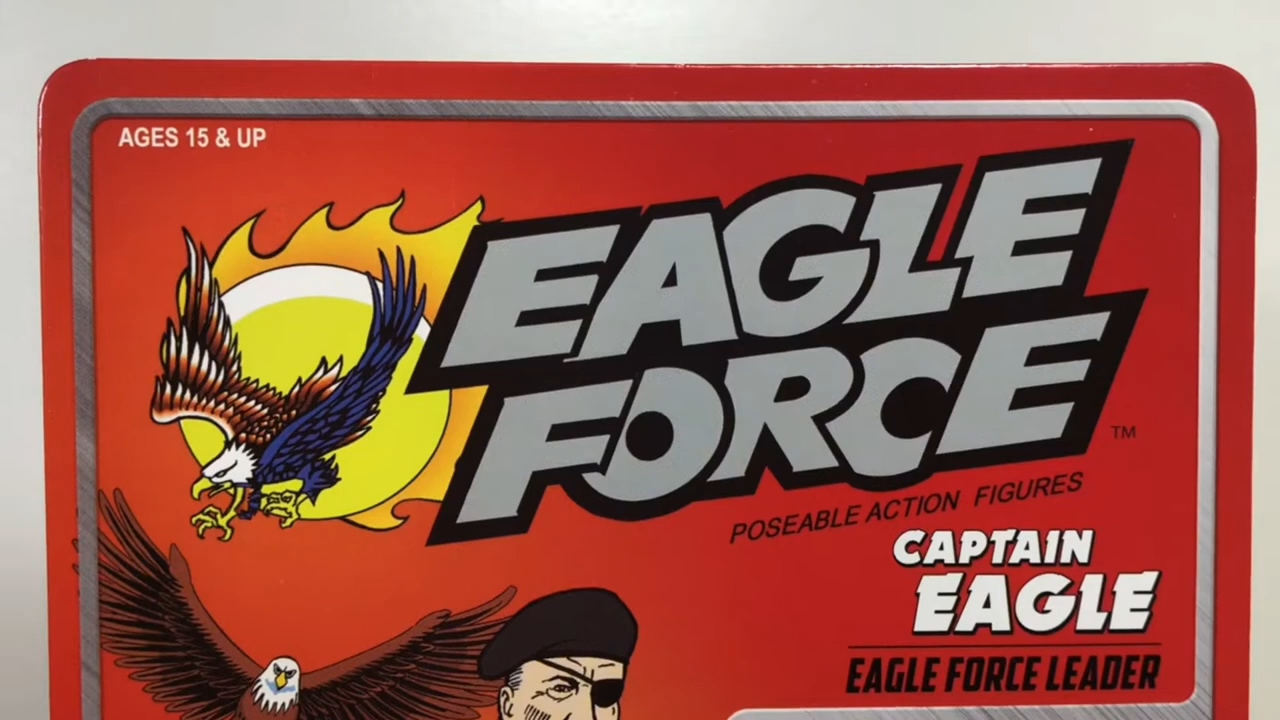 AGES 15 & UP
EAGLE
FORCE
TM
POSEABLE ACTION FIGURES
CAPTAIN
EAGLE
EAGLE FORCE LEADER